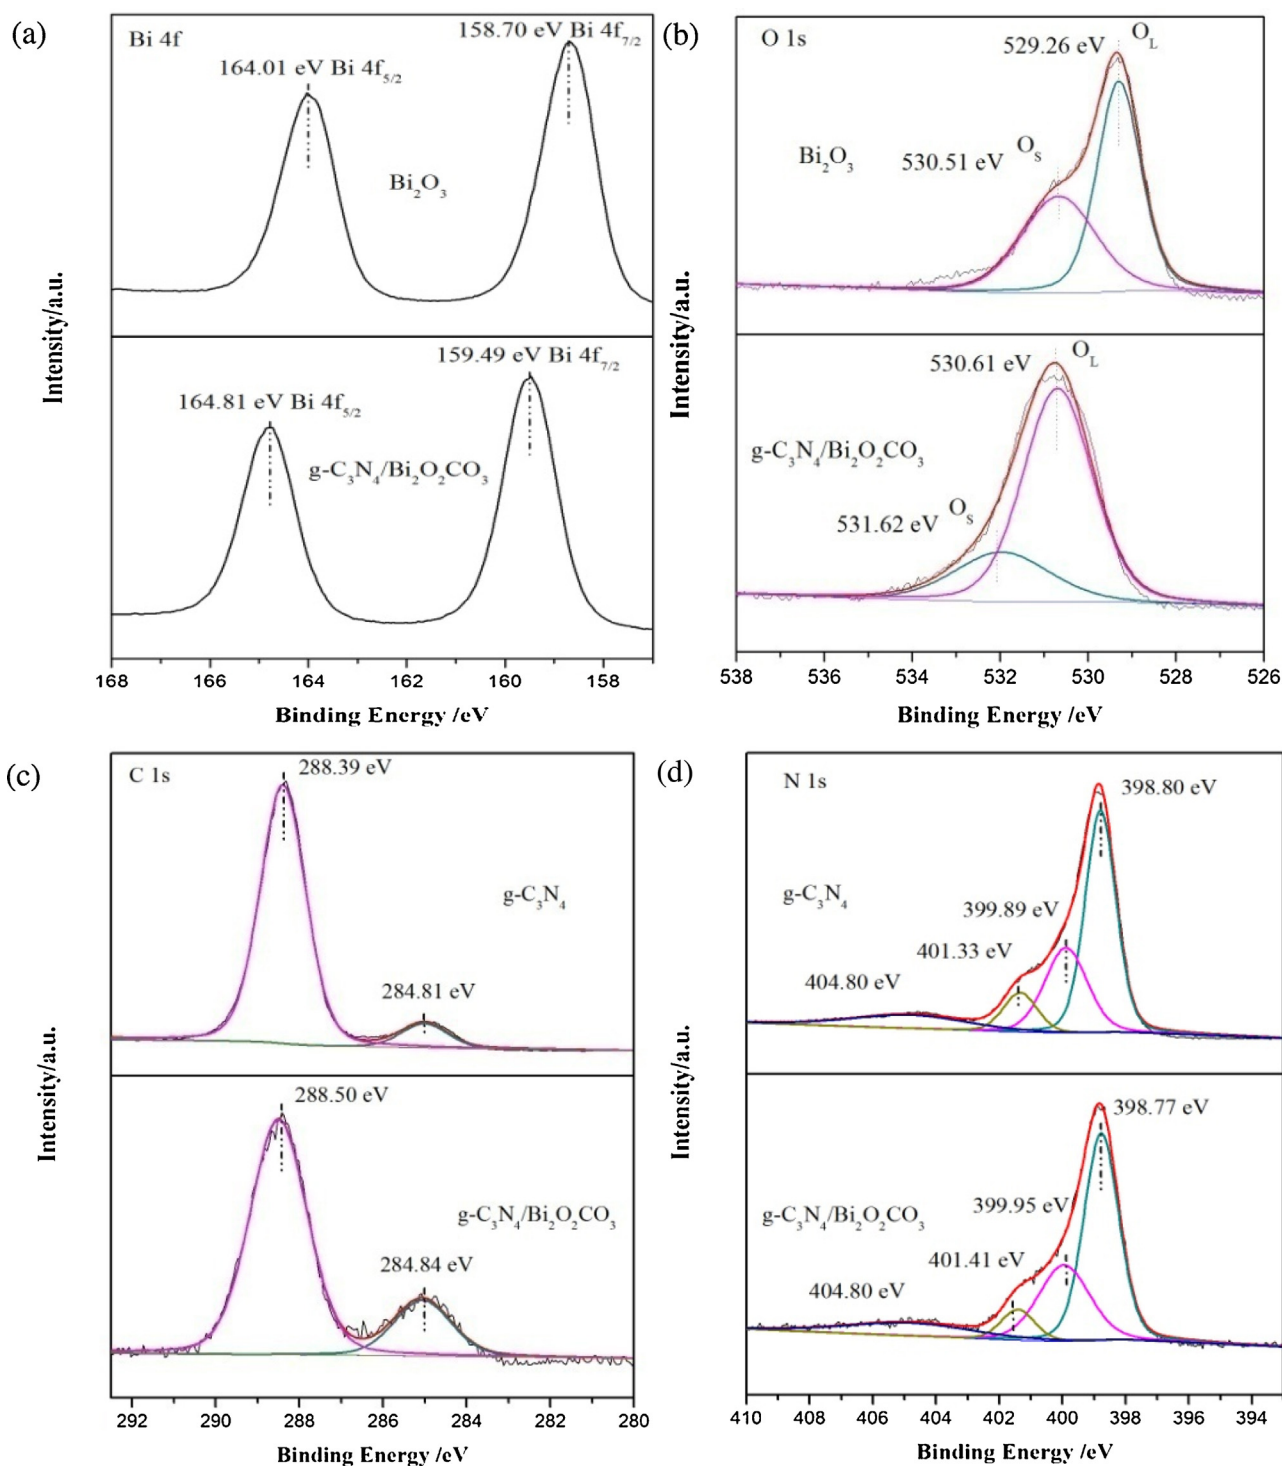 (a)
Bi 4f
158.70 eV Bi 4f7/2
164.01 eV Bi 4f5/2
Bi2O3
159.49 eV Bi 4f7/2
164.81 eV Bi 4f5/2
g-C3N4/Bi2O2CO3
Intensity/a.u.
168 166 164 162 160 158
Binding Energy /eV
(b)
O 1s
529.26 eV OL
Bi2O3
530.51 eV OS
530.61 eV OL
g-C3N4/Bi2O2CO3
531.62 eV OS
Intensity/a.u.
538 536 534 532 530 528 526
Binding Energy /eV
(c)
C 1s
288.39 eV
g-C3N4
284.81 eV
288.50 eV
g-C3N4/Bi2O2CO3
284.84 eV
Intensity/a.u.
292 290 288 286 284 282 280
Binding Energy /eV
(d)
N 1s
398.80 eV
g-C3N4
399.89 eV
401.33 eV
404.80 eV
398.77 eV
g-C3N4/Bi2O2CO3
399.95 eV
401.41 eV
404.80 eV
Intensity/a.u.
410 408 406 404 402 400 398 396 394
Binding Energy /eV